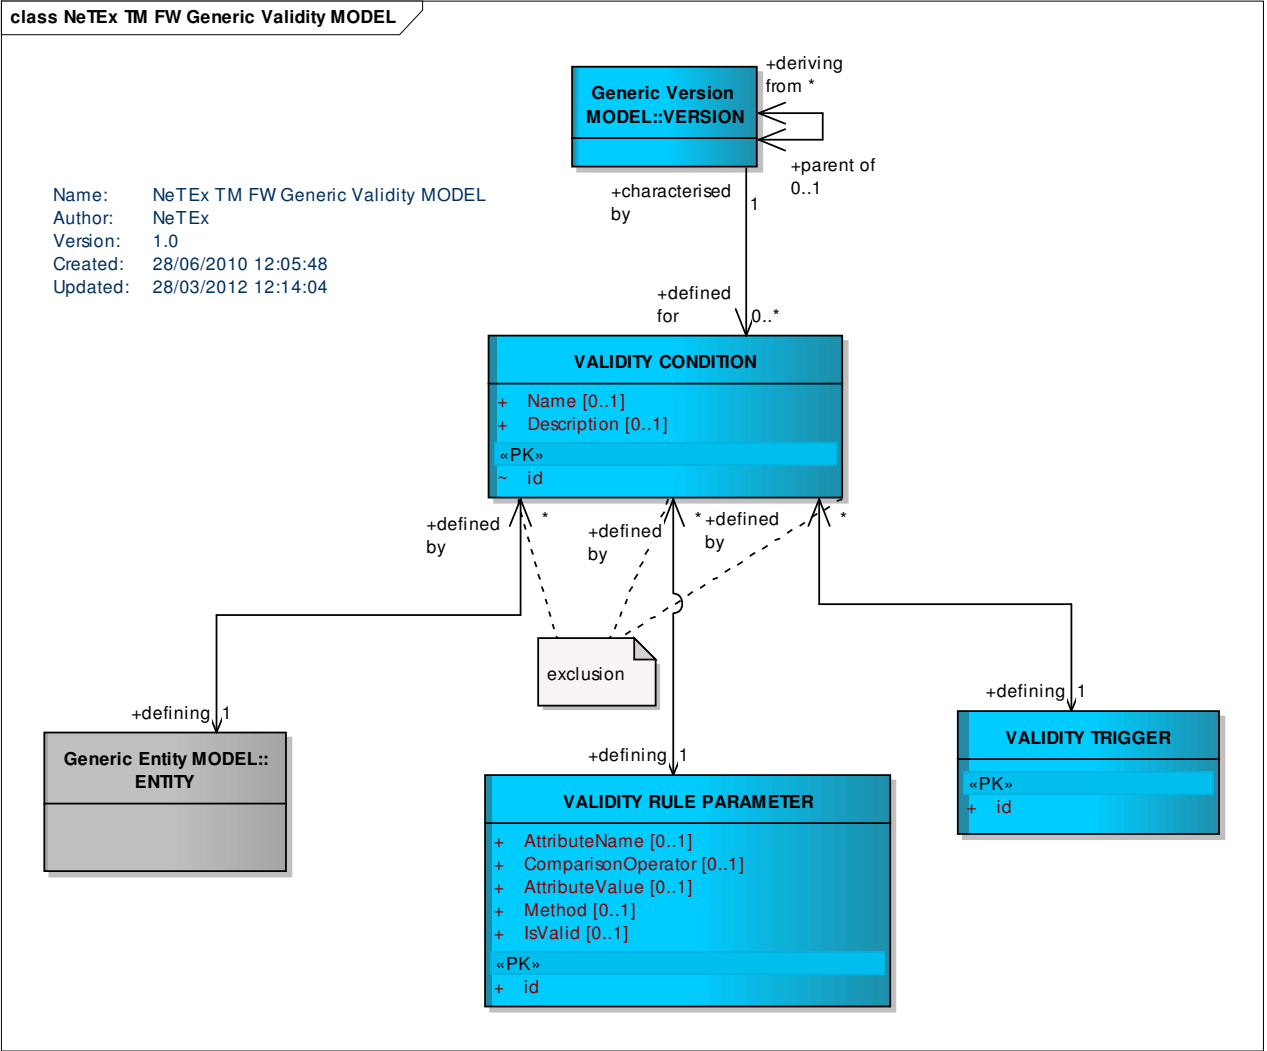 class NeTEx TM FW Generic Validity MODEL
+deriving
from *
Generic Version
MODEL::VERSION
+parent of
0..1
+characterised
by
1
Name: NeTEx TM FW Generic Validity MODEL
Author: NeTEx
Version: 1.0
Created: 28/06/2010 12:05:48
Updated: 28/03/2012 12:14:04
+defined
for
0..*
VALIDITY CONDITION
+ Name [0..1]
+ Description [0..1]
«PK»
~ id
+defined
by
*
+defined
by
*
+defined
by
*
exclusion
+defining 1
Generic Entity MODEL::
ENTITY
+defining 1
VALIDITY RULE PARAMETER
+ AttributeName [0..1]
+ ComparisonOperator [0..1]
+ AttributeValue [0..1]
+ Method [0..1]
+ IsValid [0..1]
«PK»
+ id
+defining 1
VALIDITY TRIGGER
«PK»
+ id